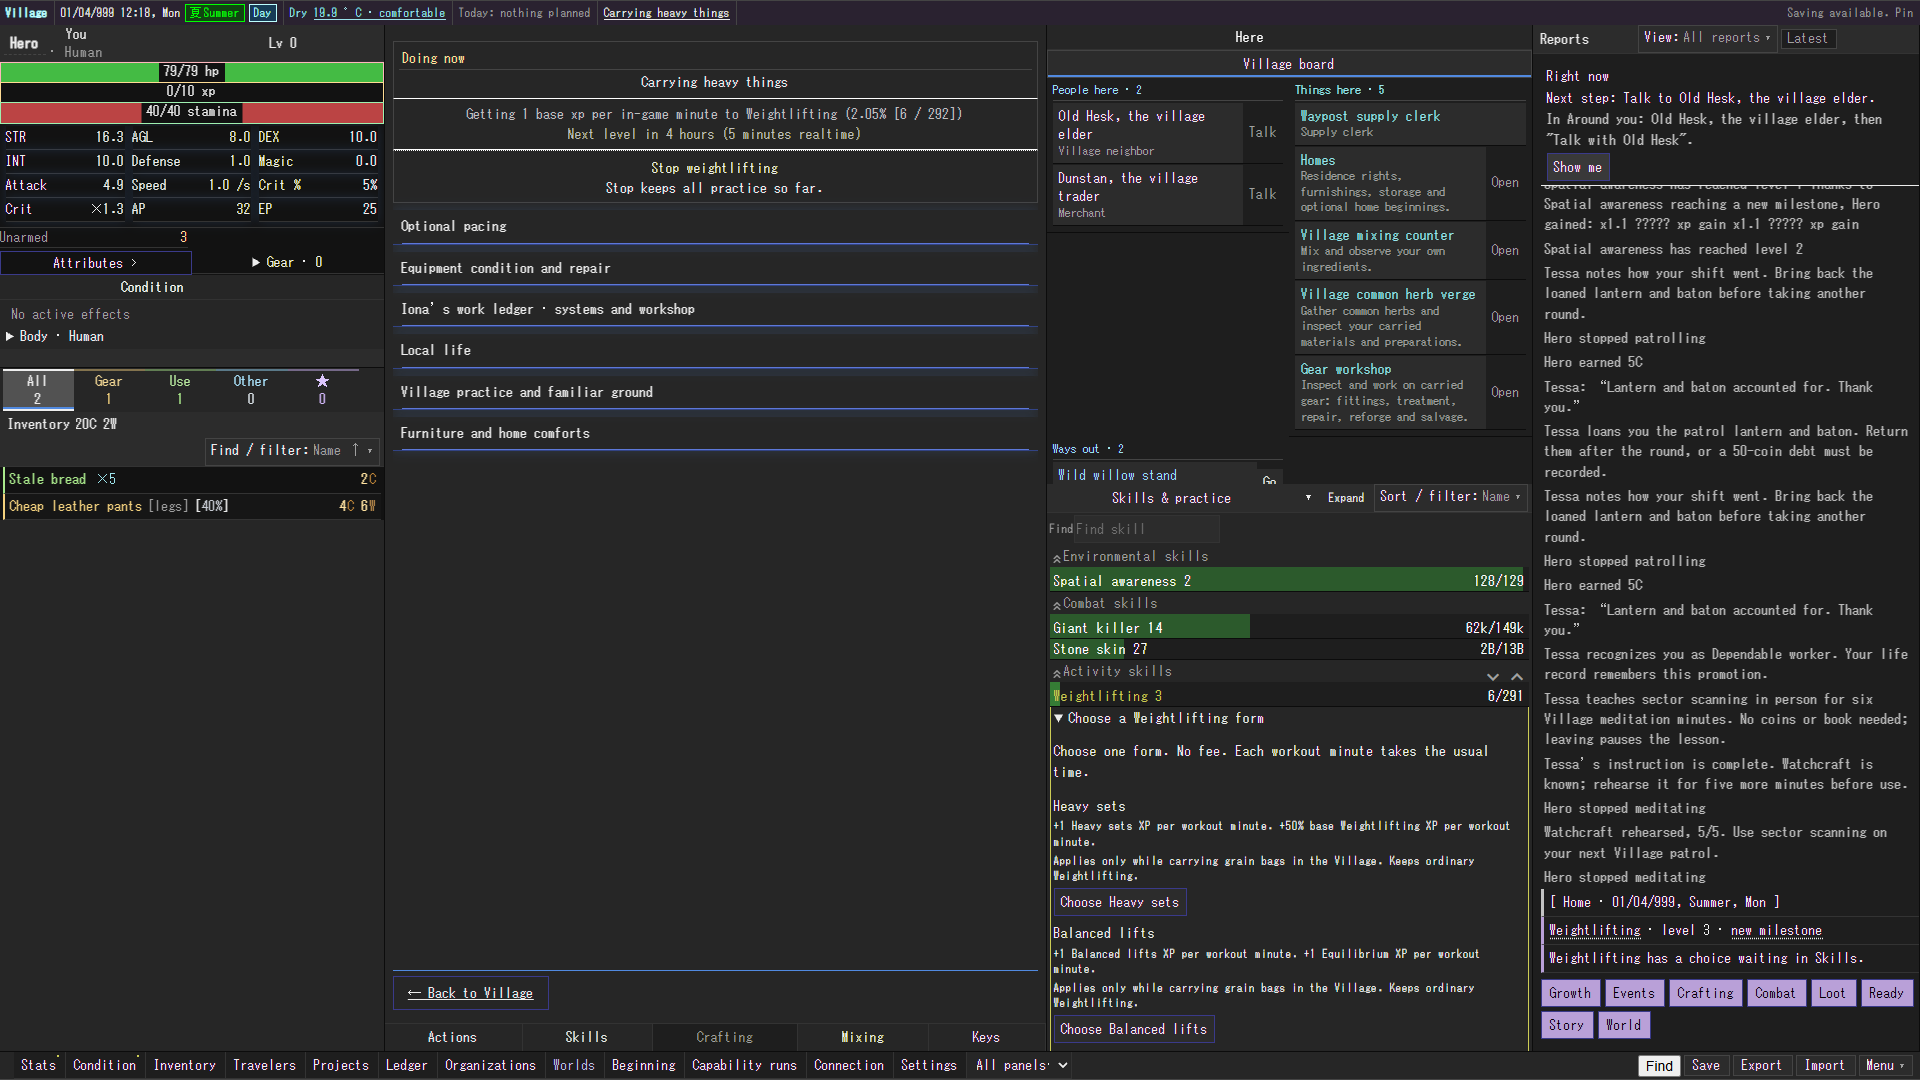 Village 01/04/999 12:18, Mon 夏Summer Day Dry 19.9 ° C · comfortable Today: nothing planned Carrying heavy things Saving available. Pin
Hero · You Human Lv 0
79/79 hp
0/10 xp
40/40 stamina
STR 16.3 AGL 8.0 DEX 10.0
INT 10.0 Defense 1.0 Magic 0.0
Attack 4.9 Speed 1.0 /s Crit % 5%
Crit ×1.3 AP 32 EP 25
Unarmed 3
Attributes > ▶ Gear · 0
Condition
No active effects
▶ Body · Human
All 2 Gear 1 Use 1 Other 0 ★ 0
Inventory 20C 2W
Find / filter: Name ↑ ▾
Stale bread ×5 2C
Cheap leather pants [legs] [40%] 4C 6W
Doing now
Carrying heavy things
Getting 1 base xp per in-game minute to Weightlifting (2.05% [6 / 292])
Next level in 4 hours (5 minutes realtime)
Stop weightlifting
Stop keeps all practice so far.
Optional pacing
Equipment condition and repair
Iona's work ledger · systems and workshop
Local life
Village practice and familiar ground
Furniture and home comforts
← Back to Village
Actions Skills Crafting Mixing Keys
Here
Village board
People here · 2
Old Hesk, the village elder
Village neighbor
Talk
Dunstan, the village trader
Merchant
Talk
Things here · 5
Waypost supply clerk
Supply clerk
Homes
Residence rights, furnishings, storage and optional home beginnings.
Open
Village mixing counter
Mix and observe your own ingredients.
Open
Village common herb verge
Gather common herbs and inspect your carried materials and preparations.
Open
Gear workshop
Inspect and work on carried gear: fittings, treatment, repair, reforge and salvage.
Open
Ways out · 2
Wild willow stand Go
Skills & practice ▾ Expand Sort / filter: Name ▾
Find Find skill
Environmental skills
Spatial awareness 2 128/129
Combat skills
Giant killer 14 62k/149k
Stone skin 27 2B/13B
Activity skills
Weightlifting 3 6/291
▼ Choose a Weightlifting form
Choose one form. No fee. Each workout minute takes the usual
time.
Heavy sets
+1 Heavy sets XP per workout minute. +50% base Weightlifting XP per workout
minute.
Applies only while carrying grain bags in the Village. Keeps ordinary
Weightlifting.
Choose Heavy sets
Balanced lifts
+1 Balanced lifts XP per workout minute. +1 Equilibrium XP per workout
minute.
Applies only while carrying grain bags in the Village. Keeps ordinary
Weightlifting.
Choose Balanced lifts
Reports View: All reports ▾ Latest
Right now
Next step: Talk to Old Hesk, the village elder.
In Around you: Old Hesk, the village elder, then
"Talk with Old Hesk".
Show me
Spatial awareness has reached level 1 thanks to
Spatial awareness reaching a new milestone, Hero
gained: x1.1 ????? xp gain x1.1 ????? xp gain
Spatial awareness has reached level 2
Tessa notes how your shift went. Bring back the
loaned lantern and baton before taking another
round.
Hero stopped patrolling
Hero earned 5C
Tessa: “Lantern and baton accounted for. Thank
you.”
Tessa loans you the patrol lantern and baton. Return
them after the round, or a 50-coin debt must be
recorded.
Tessa notes how your shift went. Bring back the
loaned lantern and baton before taking another
round.
Hero stopped patrolling
Hero earned 5C
Tessa: “Lantern and baton accounted for. Thank
you.”
Tessa recognizes you as Dependable worker. Your life
record remembers this promotion.
Tessa teaches sector scanning in person for six
Village meditation minutes. No coins or book needed;
leaving pauses the lesson.
Tessa's instruction is complete. Watchcraft is
known; rehearse it for five more minutes before use.
Hero stopped meditating
Watchcraft rehearsed, 5/5. Use sector scanning on
your next Village patrol.
Hero stopped meditating
[ Home · 01/04/999, Summer, Mon ]
Weightlifting · level 3 · new milestone
Weightlifting has a choice waiting in Skills.
Growth Events Crafting Combat Loot Ready
Story World
Stats Condition Inventory Travelers Projects Ledger Organizations Worlds Beginning Capability runs Connection Settings All panels Find Save Export Import Menu ▾